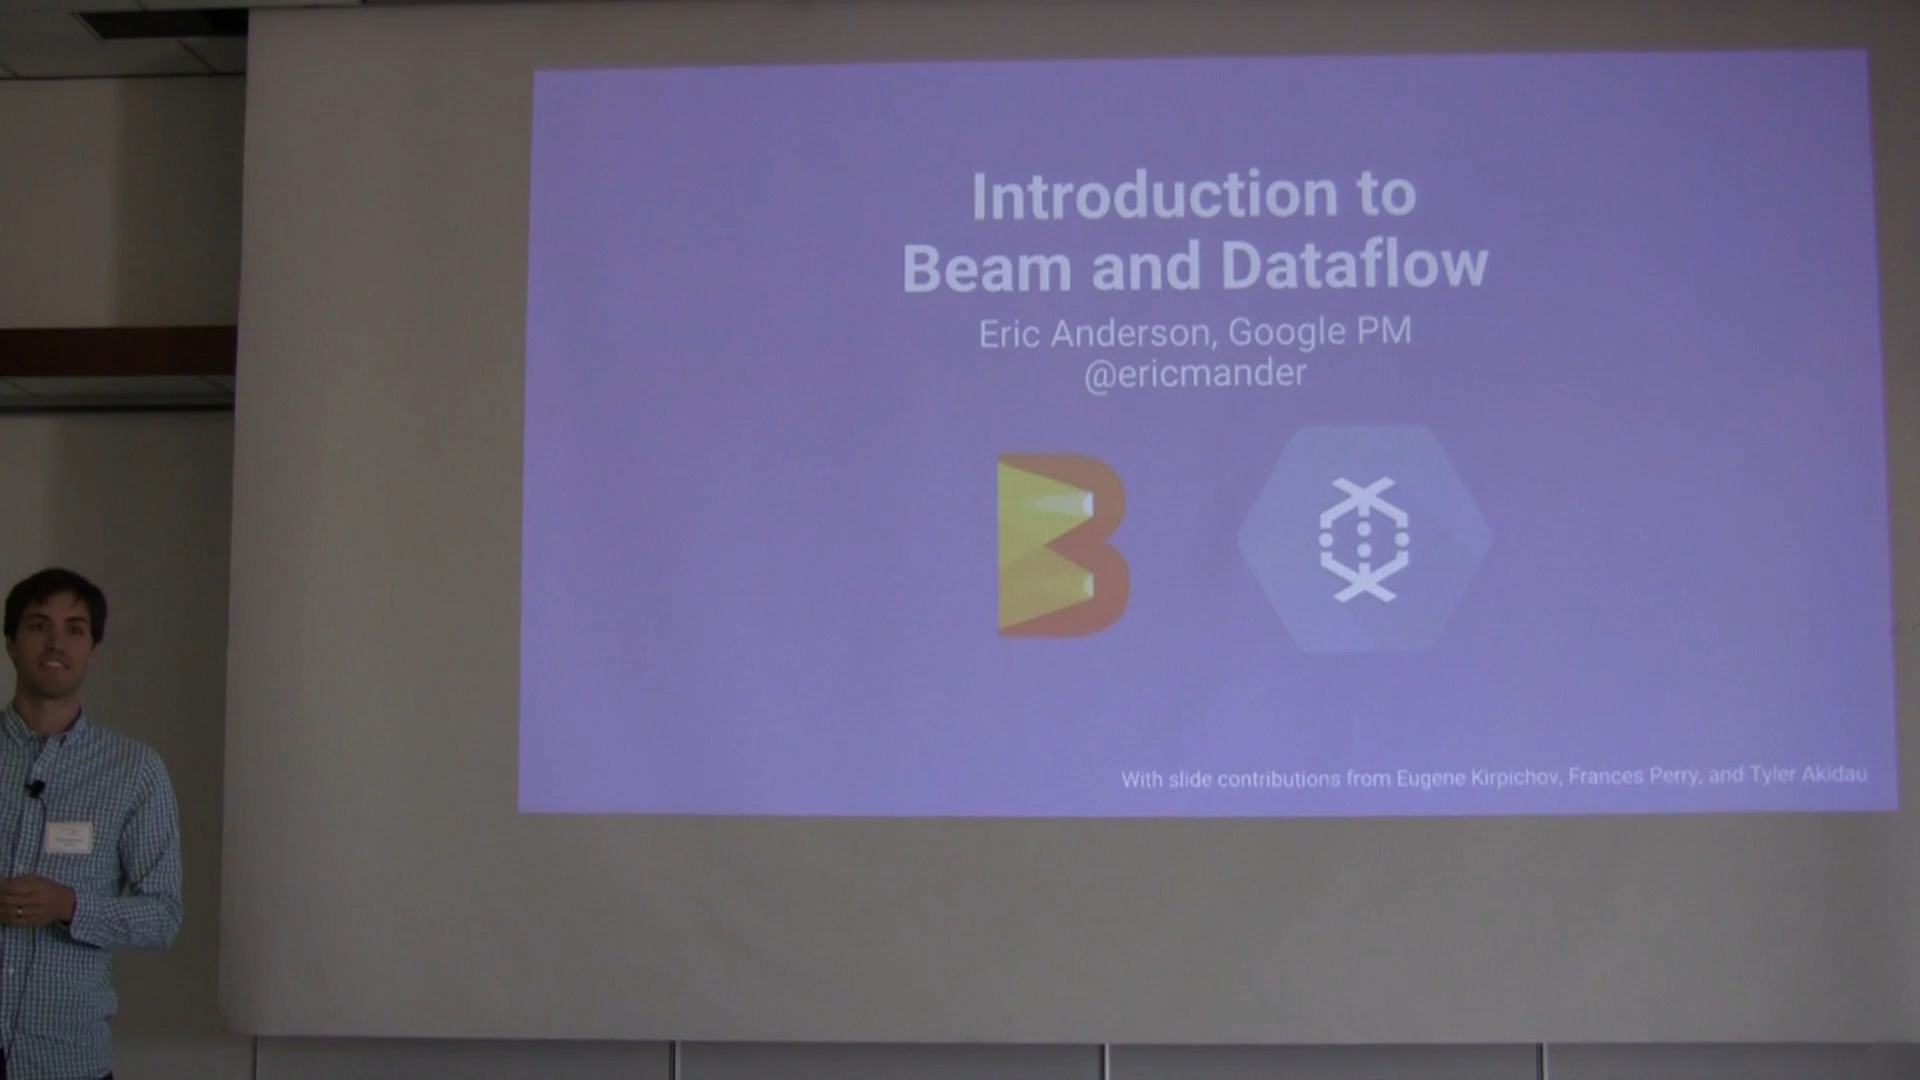 Introduction to
Beam and Dataflow
Eric Anderson, Google PM
@ericmander
With slide contributions from Eugene Kirpichov, Frances Perry, and Tyler Akidau